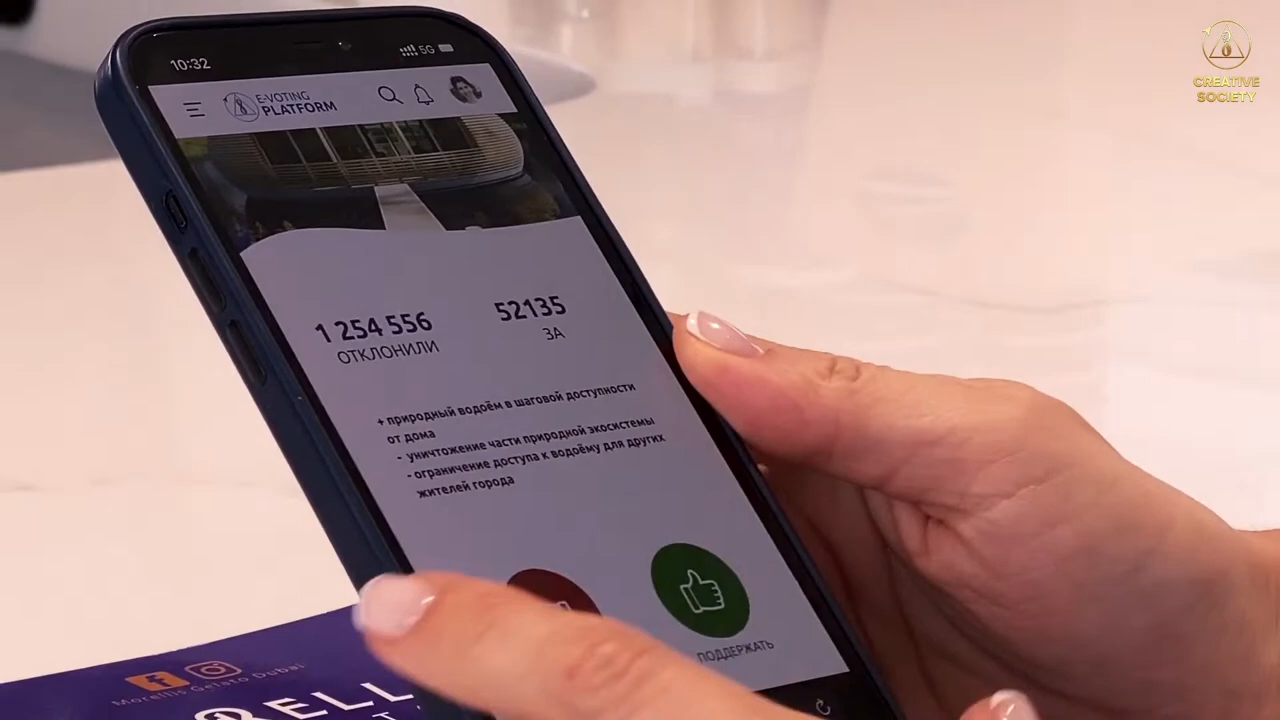 10:32
5G
E-VOTING
PLATFORM
1 254 556
ОТКЛОНИЛИ
52135
ЗА
+ природный водоём в шаговой доступности
от дома
- уничтожение части природной экосистемы
- ограничение доступа к водоёму для других
жителей города
ПОДДЕРЖАТЬ
Morellis Gelato Dubai
ELL
CREATIVE
SOCIETY